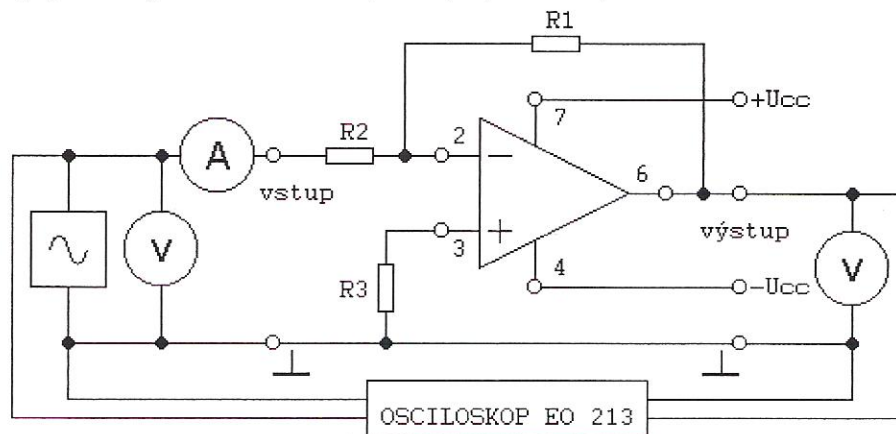 R1
+Ucc
7
R2
2
A
−
6
vstup
výstup
V
+
3
V
4
R3
−Ucc
OSCILOSKOP EO 213